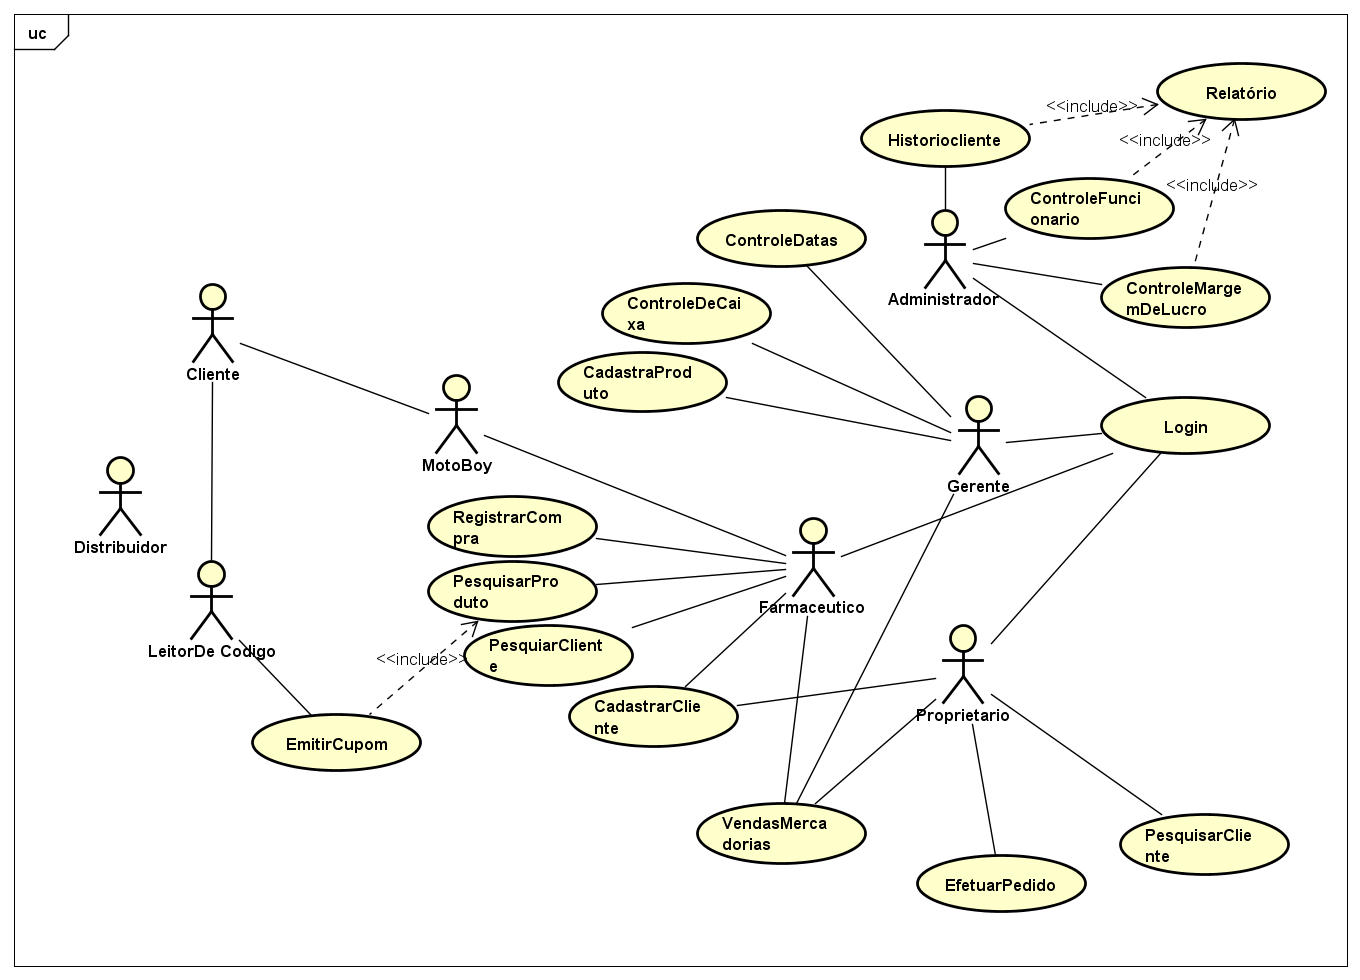 uc
Relatório
<<include>>
Historiocliente
<<include>>
<<include>>
ControleFunci
onario
ControleDatas
Administrador
ControleMarge
mDeLucro
ControleDeCai
xa
Cliente
CadastraProd
uto
Login
MotoBoy
Gerente
Distribuidor
RegistrarCom
pra
PesquisarPro
duto
Farmaceutico
LeitorDe Codigo
<<include>>
PesquiarClient
e
CadastrarClie
nte
Proprietario
EmitirCupom
VendasMerca
dorias
PesquisarClie
nte
EfetuarPedido